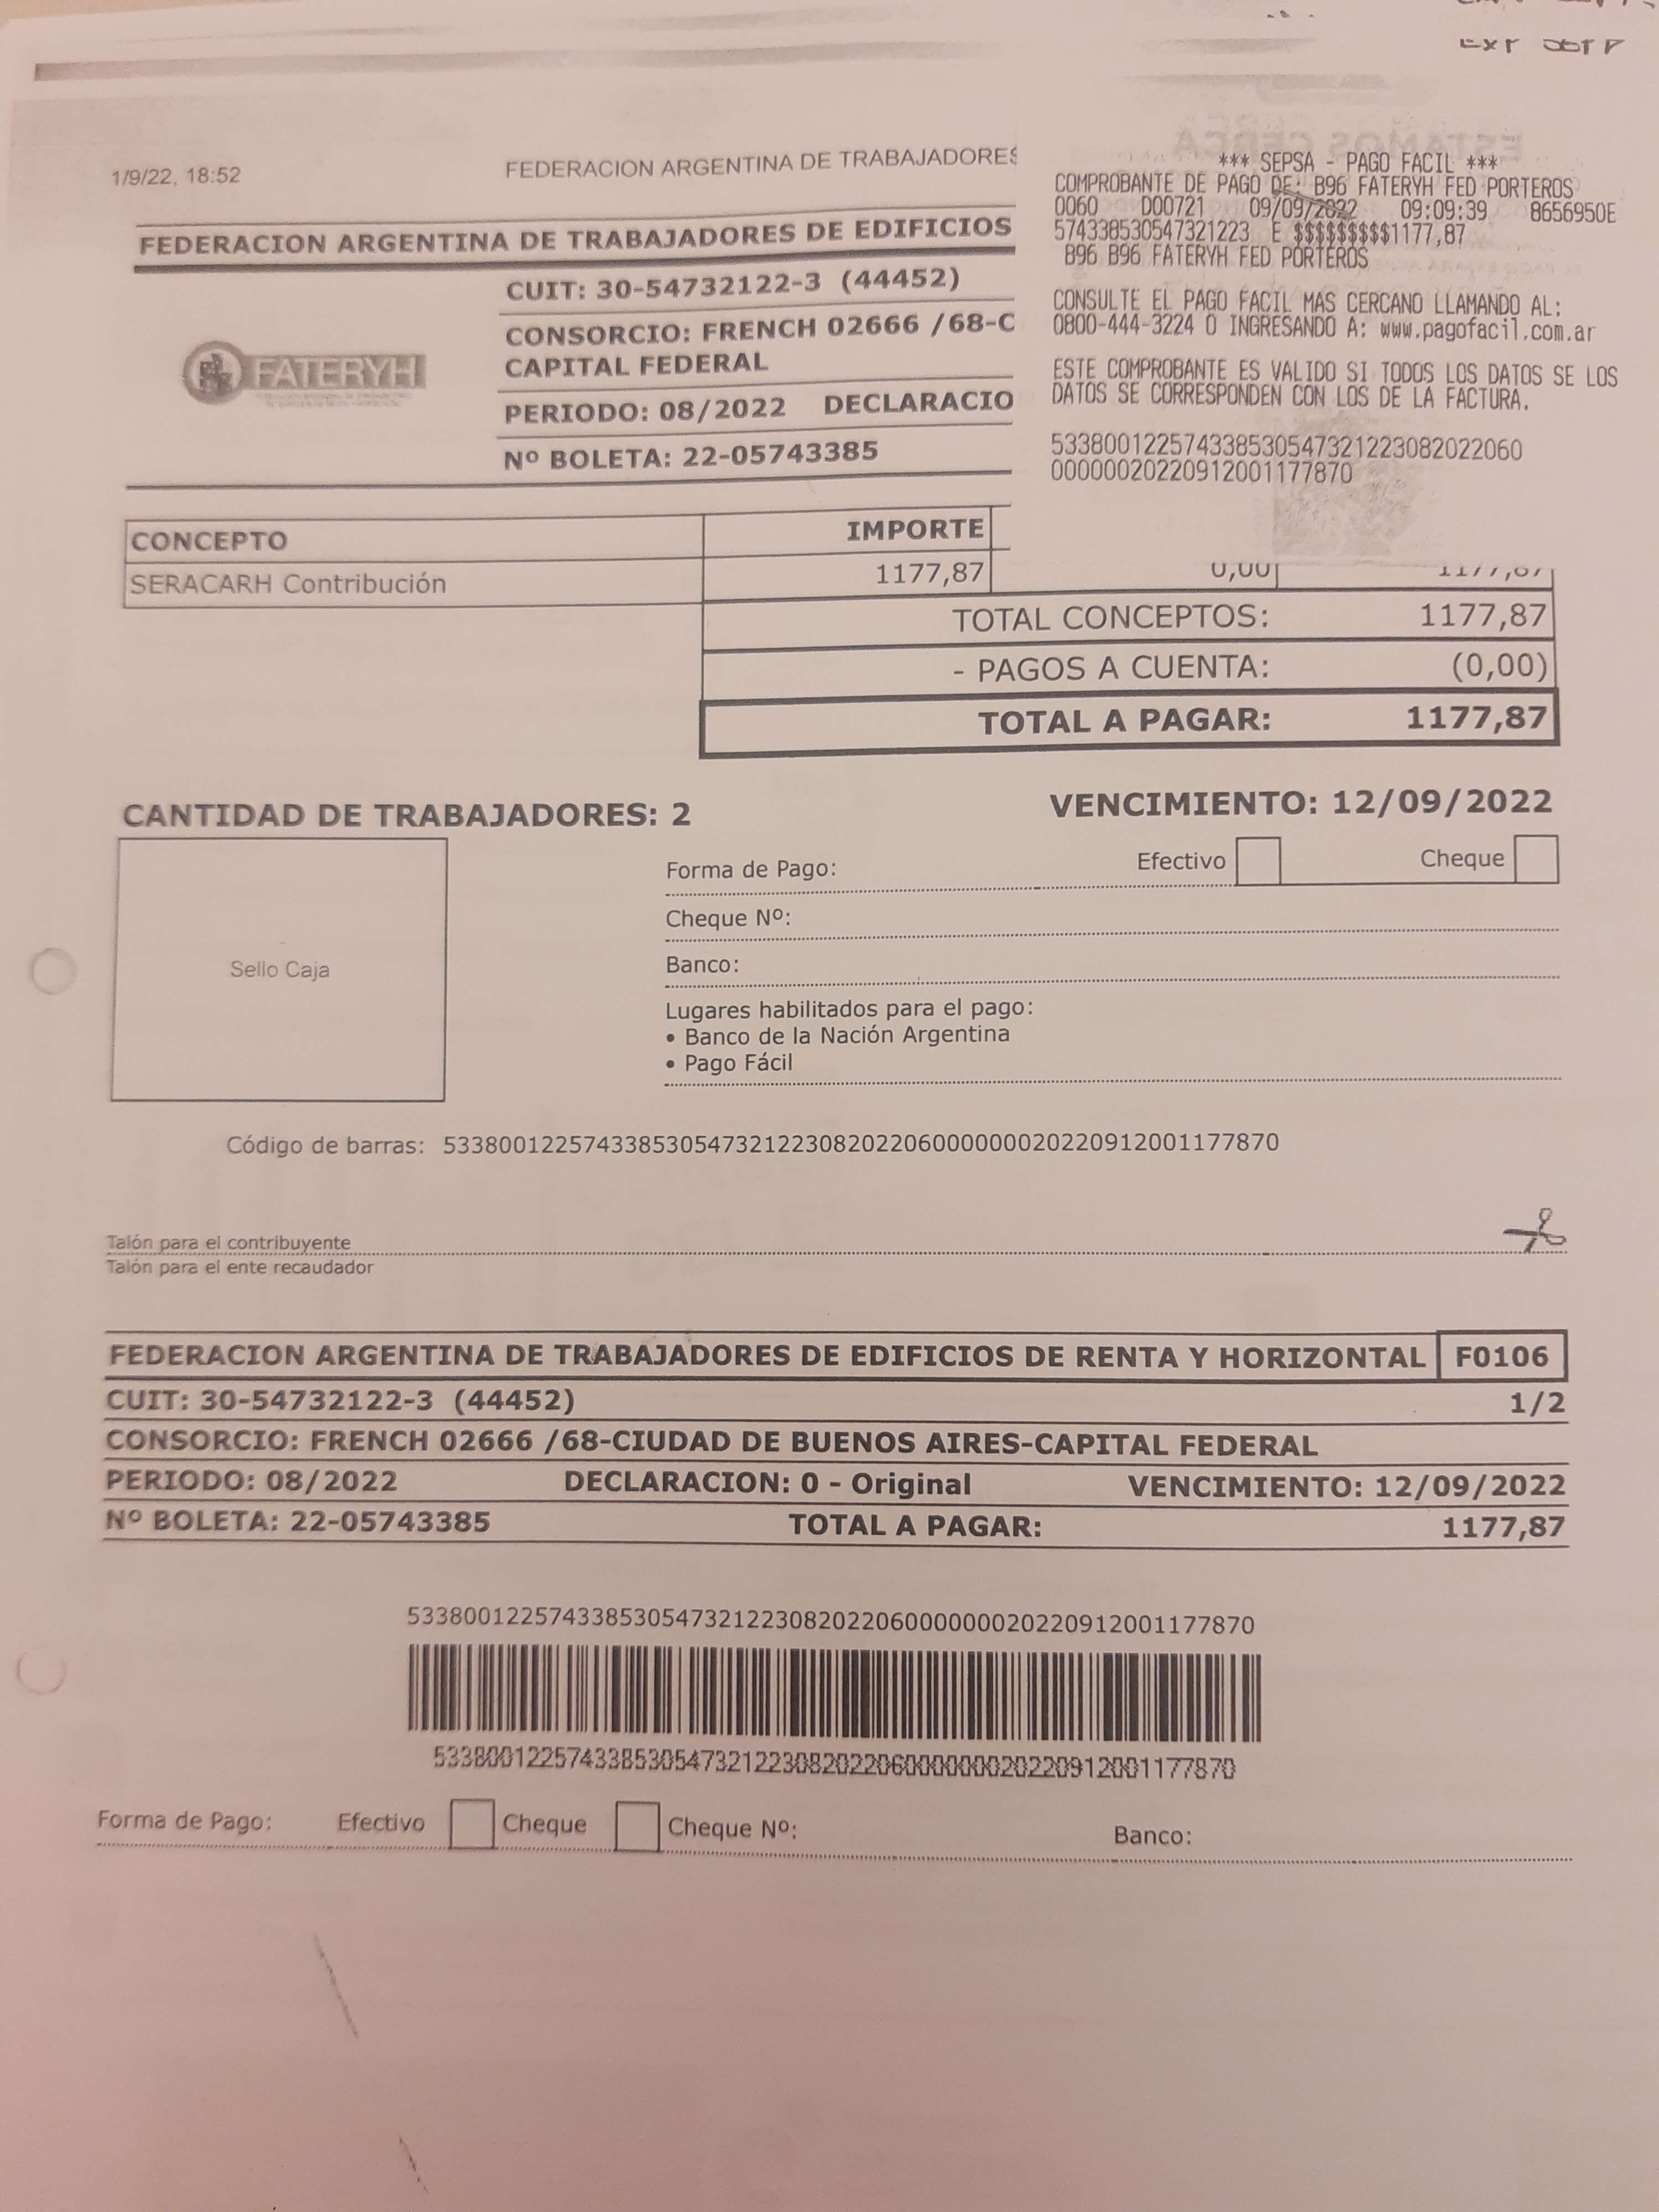 1/9/22, 18:52
FEDERACION ARGENTINA DE TRABAJADORES
FEDERACION ARGENTINA DE TRABAJADORES DE EDIFICIOS
CUIT: 30-54732122-3 (44452)
CONSORCIO: FRENCH 02666 /68-C
CAPITAL FEDERAL
FATERYH
PERIODO: 08/2022 DECLARACIO
Nº BOLETA: 22-05743385
*** SEPSA - PAGO FACIL ***
COMPROBANTE DE PAGO DE: B96 FATERYH FED PORTEROS
0060 D00721 09/09/2022 09:09:39 8656950E
574338530547321223 E $$$$$$$$$1177,87
B96 B96 FATERYH FED PORTEROS
CONSULTE EL PAGO FACIL MAS CERCANO LLAMANDO AL:
0800-444-3224 O INGRESANDO A: www.pagofacil.com.ar
ESTE COMPROBANTE ES VALIDO SI TODOS LOS DATOS SE LOS
DATOS SE CORRESPONDEN CON LOS DE LA FACTURA.
533800122574338530547321223082022060
00000020220912001177870
CONCEPTO IMPORTE
SERACARH Contribución 1177,87 0,00 1177,87
TOTAL CONCEPTOS: 1177,87
- PAGOS A CUENTA: (0,00)
TOTAL A PAGAR: 1177,87
CANTIDAD DE TRABAJADORES: 2 VENCIMIENTO: 12/09/2022
Sello Caja
Forma de Pago: Efectivo Cheque
Cheque Nº:
Banco:
Lugares habilitados para el pago:
• Banco de la Nación Argentina
• Pago Fácil
Código de barras: 53380012257433853054732122308202206000000020220912001177870
Talón para el contribuyente
Talón para el ente recaudador
FEDERACION ARGENTINA DE TRABAJADORES DE EDIFICIOS DE RENTA Y HORIZONTAL F0106
CUIT: 30-54732122-3 (44452) 1/2
CONSORCIO: FRENCH 02666 /68-CIUDAD DE BUENOS AIRES-CAPITAL FEDERAL
PERIODO: 08/2022 DECLARACION: 0 - Original VENCIMIENTO: 12/09/2022
Nº BOLETA: 22-05743385 TOTAL A PAGAR: 1177,87
53380012257433853054732122308202206000000020220912001177870
53380012257433853054732122308202206000000020220912001177870
Forma de Pago: Efectivo Cheque Cheque Nº: Banco: